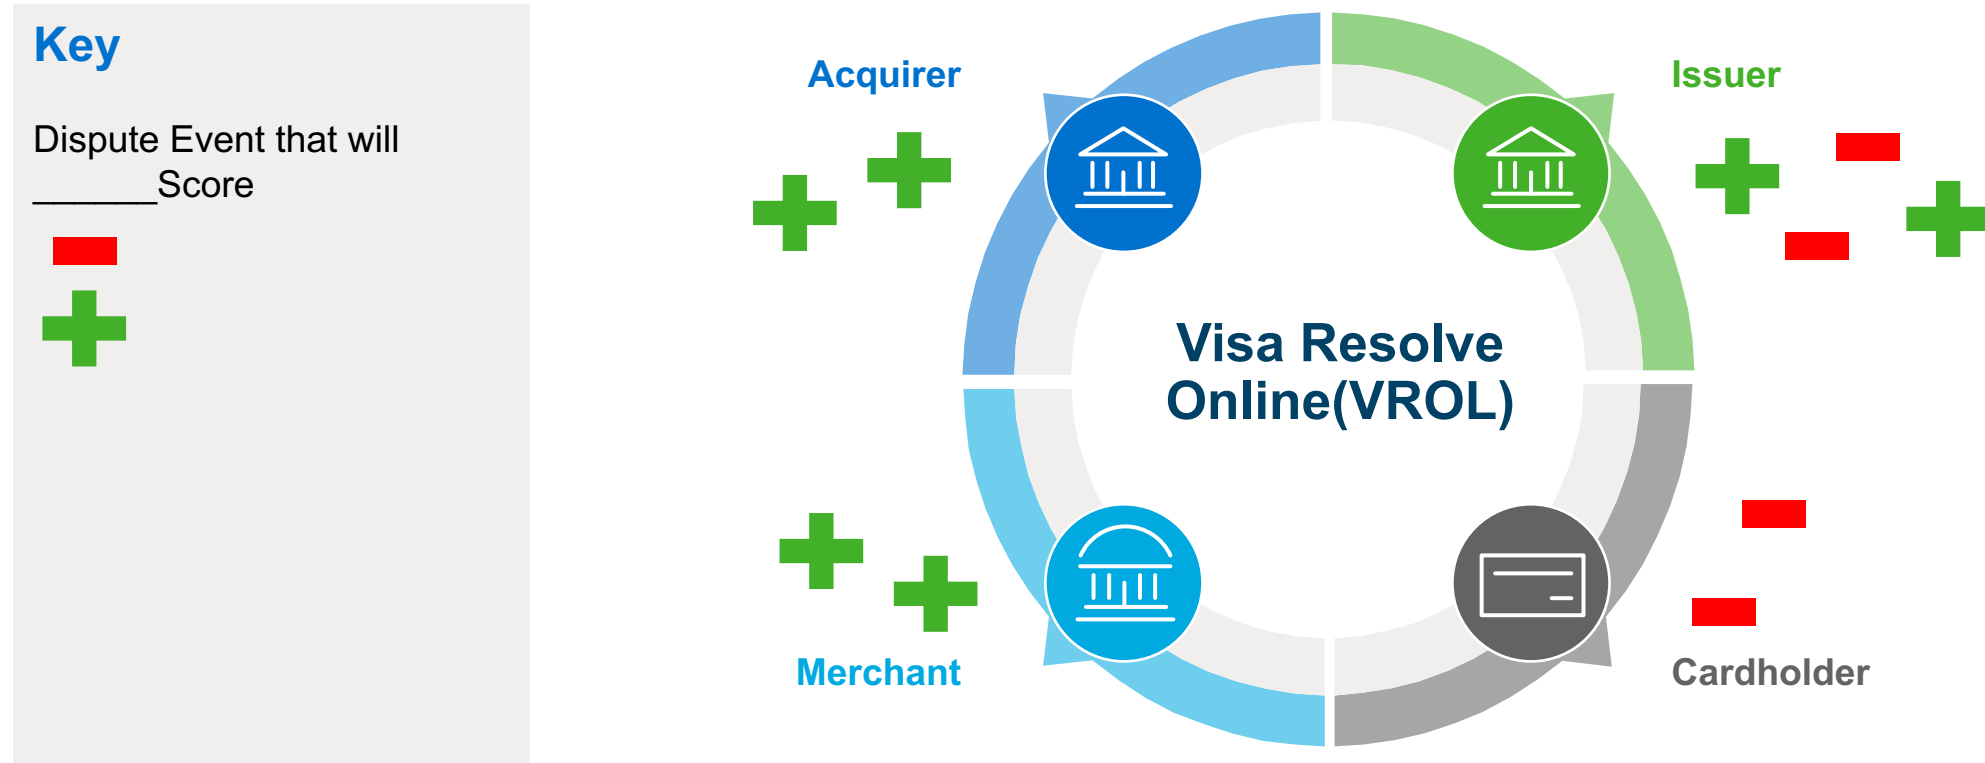 Key
Dispute Event that will
______Score
Acquirer
Issuer
Visa Resolve
Online(VROL)
Merchant
Cardholder